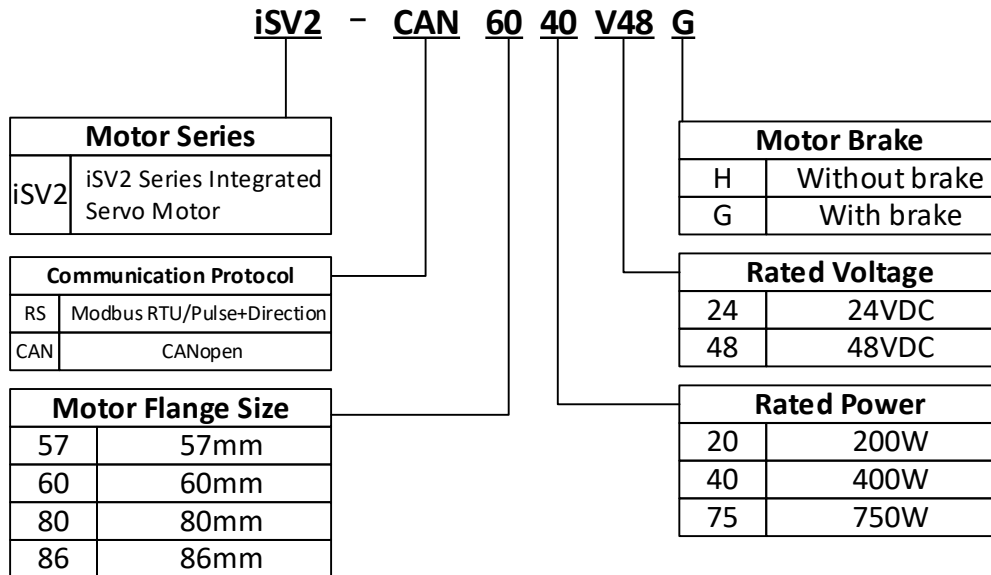 iSV2 - CAN 60 40 V48 G
Motor Series
iSV2 iSV2 Series Integrated
Servo Motor
Communication Protocol
RS Modbus RTU/Pulse+Direction
CAN CANopen
Motor Flange Size
57 57mm
60 60mm
80 80mm
86 86mm
Motor Brake
H Without brake
G With brake
Rated Voltage
24 24VDC
48 48VDC
Rated Power
20 200W
40 400W
75 750W